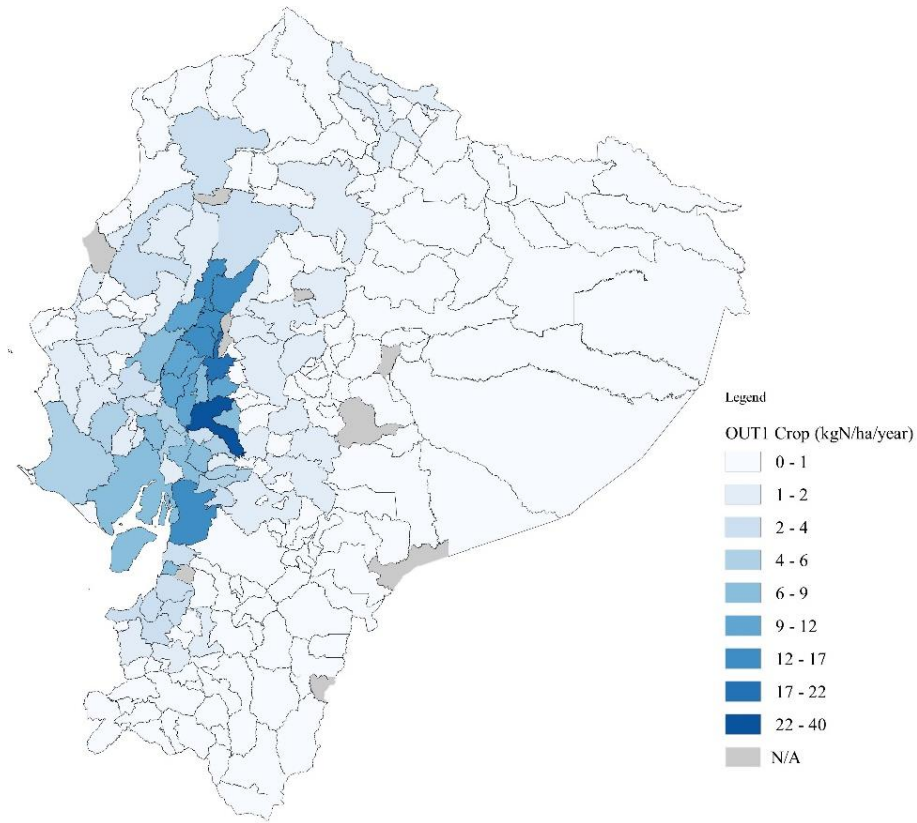 Legend
OUT1 Crop (kgN/ha/year)
0 - 1
1 - 2
2 - 4
4 - 6
6 - 9
9 - 12
12 - 17
17 - 22
22 - 40
N/A